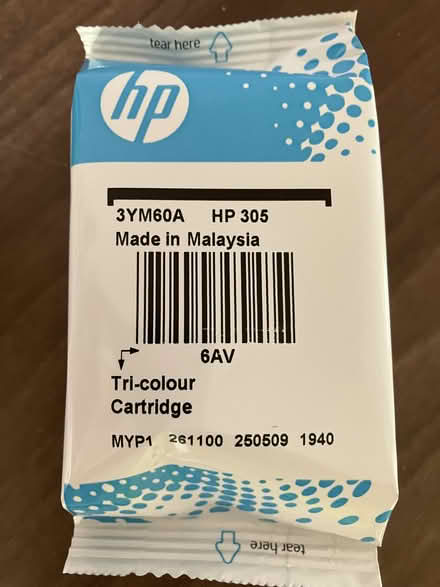 tear here
hp
3YM60A HP 305
Made in Malaysia
6AV
Tri-colour
Cartridge
MYP1 261100 250509 1940
tear here